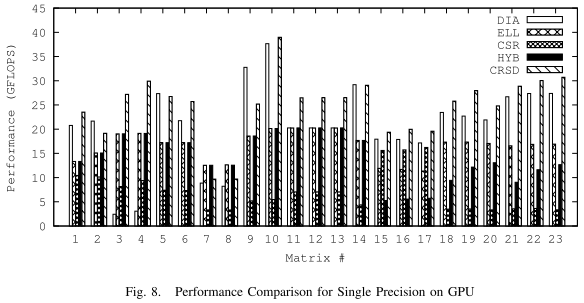 45
40
35
30
25
20
15
10
5
0
Performance (GFLOPS)
DIA
ELL
CSR
HYB
CRSD
1 2 3 4 5 6 7 8 9 10 11 12 13 14 15 16 17 18 19 20 21 22 23
Matrix #
Fig. 8. Performance Comparison for Single Precision on GPU